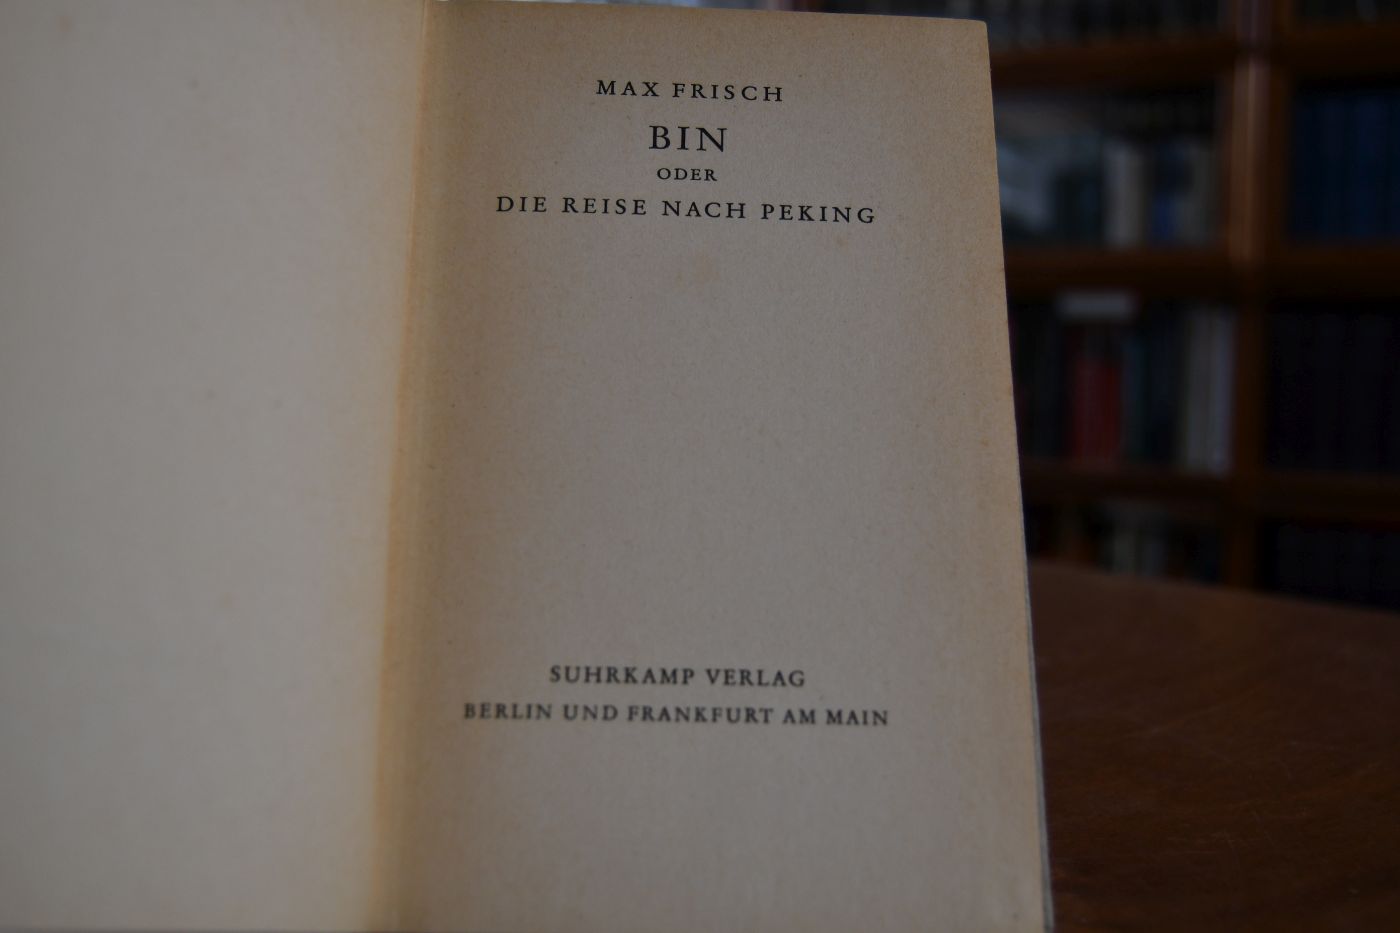 MAX FRISCH
BIN
ODER
DIE REISE NACH PEKING
SUHRKAMP VERLAG
BERLIN UND FRANKFURT AM MAIN